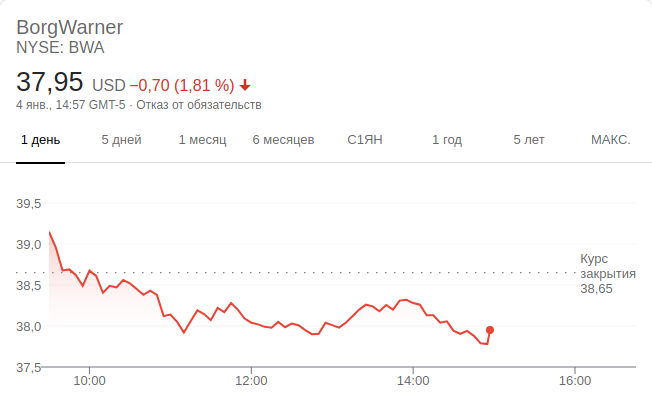 BorgWarner
NYSE: BWA
37,95 USD −0,70 (1,81 %)
4 янв., 14:57 GMT-5 · Отказ от обязательств
1 день 5 дней 1 месяц 6 месяцев С1ЯН 1 год 5 лет МАКС.
39,5
39,0
Курс
закрытия
38,65
38,5
38,0
37,5
10:00 12:00 14:00 16:00